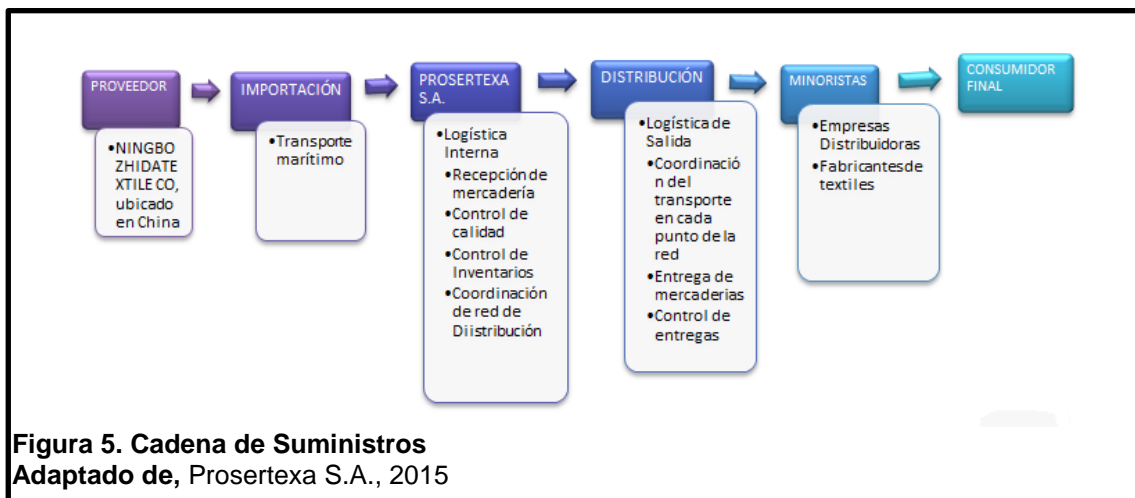 PROVEEDOR
•NINGBO
ZHIDATE
XTILE CO,
ubicado
en China
IMPORTACIÓN
•Transporte
marítimo
PROSERTEXA
S.A.
•Logística
Interna
•Recepción de
mercadería
•Control de
calidad
•Control de
Inventarios
•Coordinación
de red de
Diistribución
DISTRIBUCIÓN
•Logística de
Salida
•Coordinació
n del
transporte
en cada
punto de la
red
•Entrega de
mercaderias
•Control de
entregas
MINORISTAS
•Empresas
Distribuidoras
•Fabricantes de
textiles
CONSUMIDOR
FINAL
Figura 5. Cadena de Suministros
Adaptado de, Prosertexa S.A., 2015